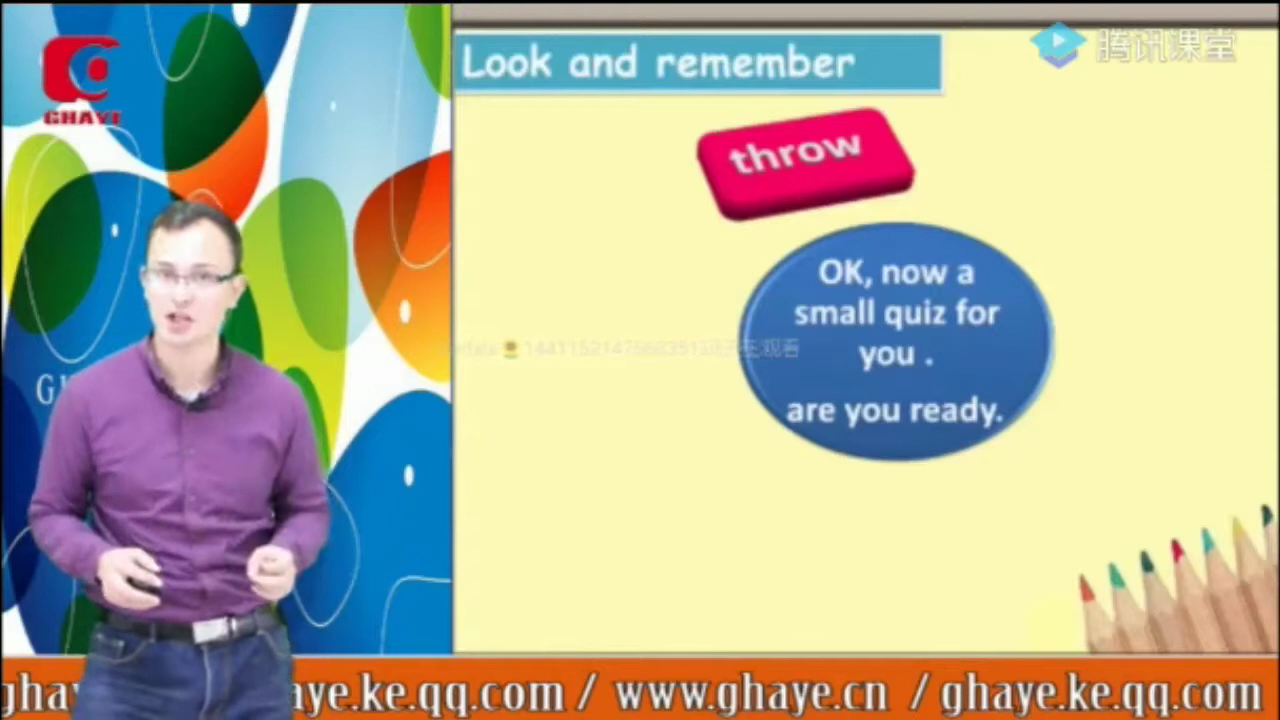 GHAYE
Look and remember
腾讯课堂
throw
OK, now a
small quiz for
you .
are you ready.
ghaye.ke.qq.com / www.ghaye.cn / ghaye.ke.qq.com